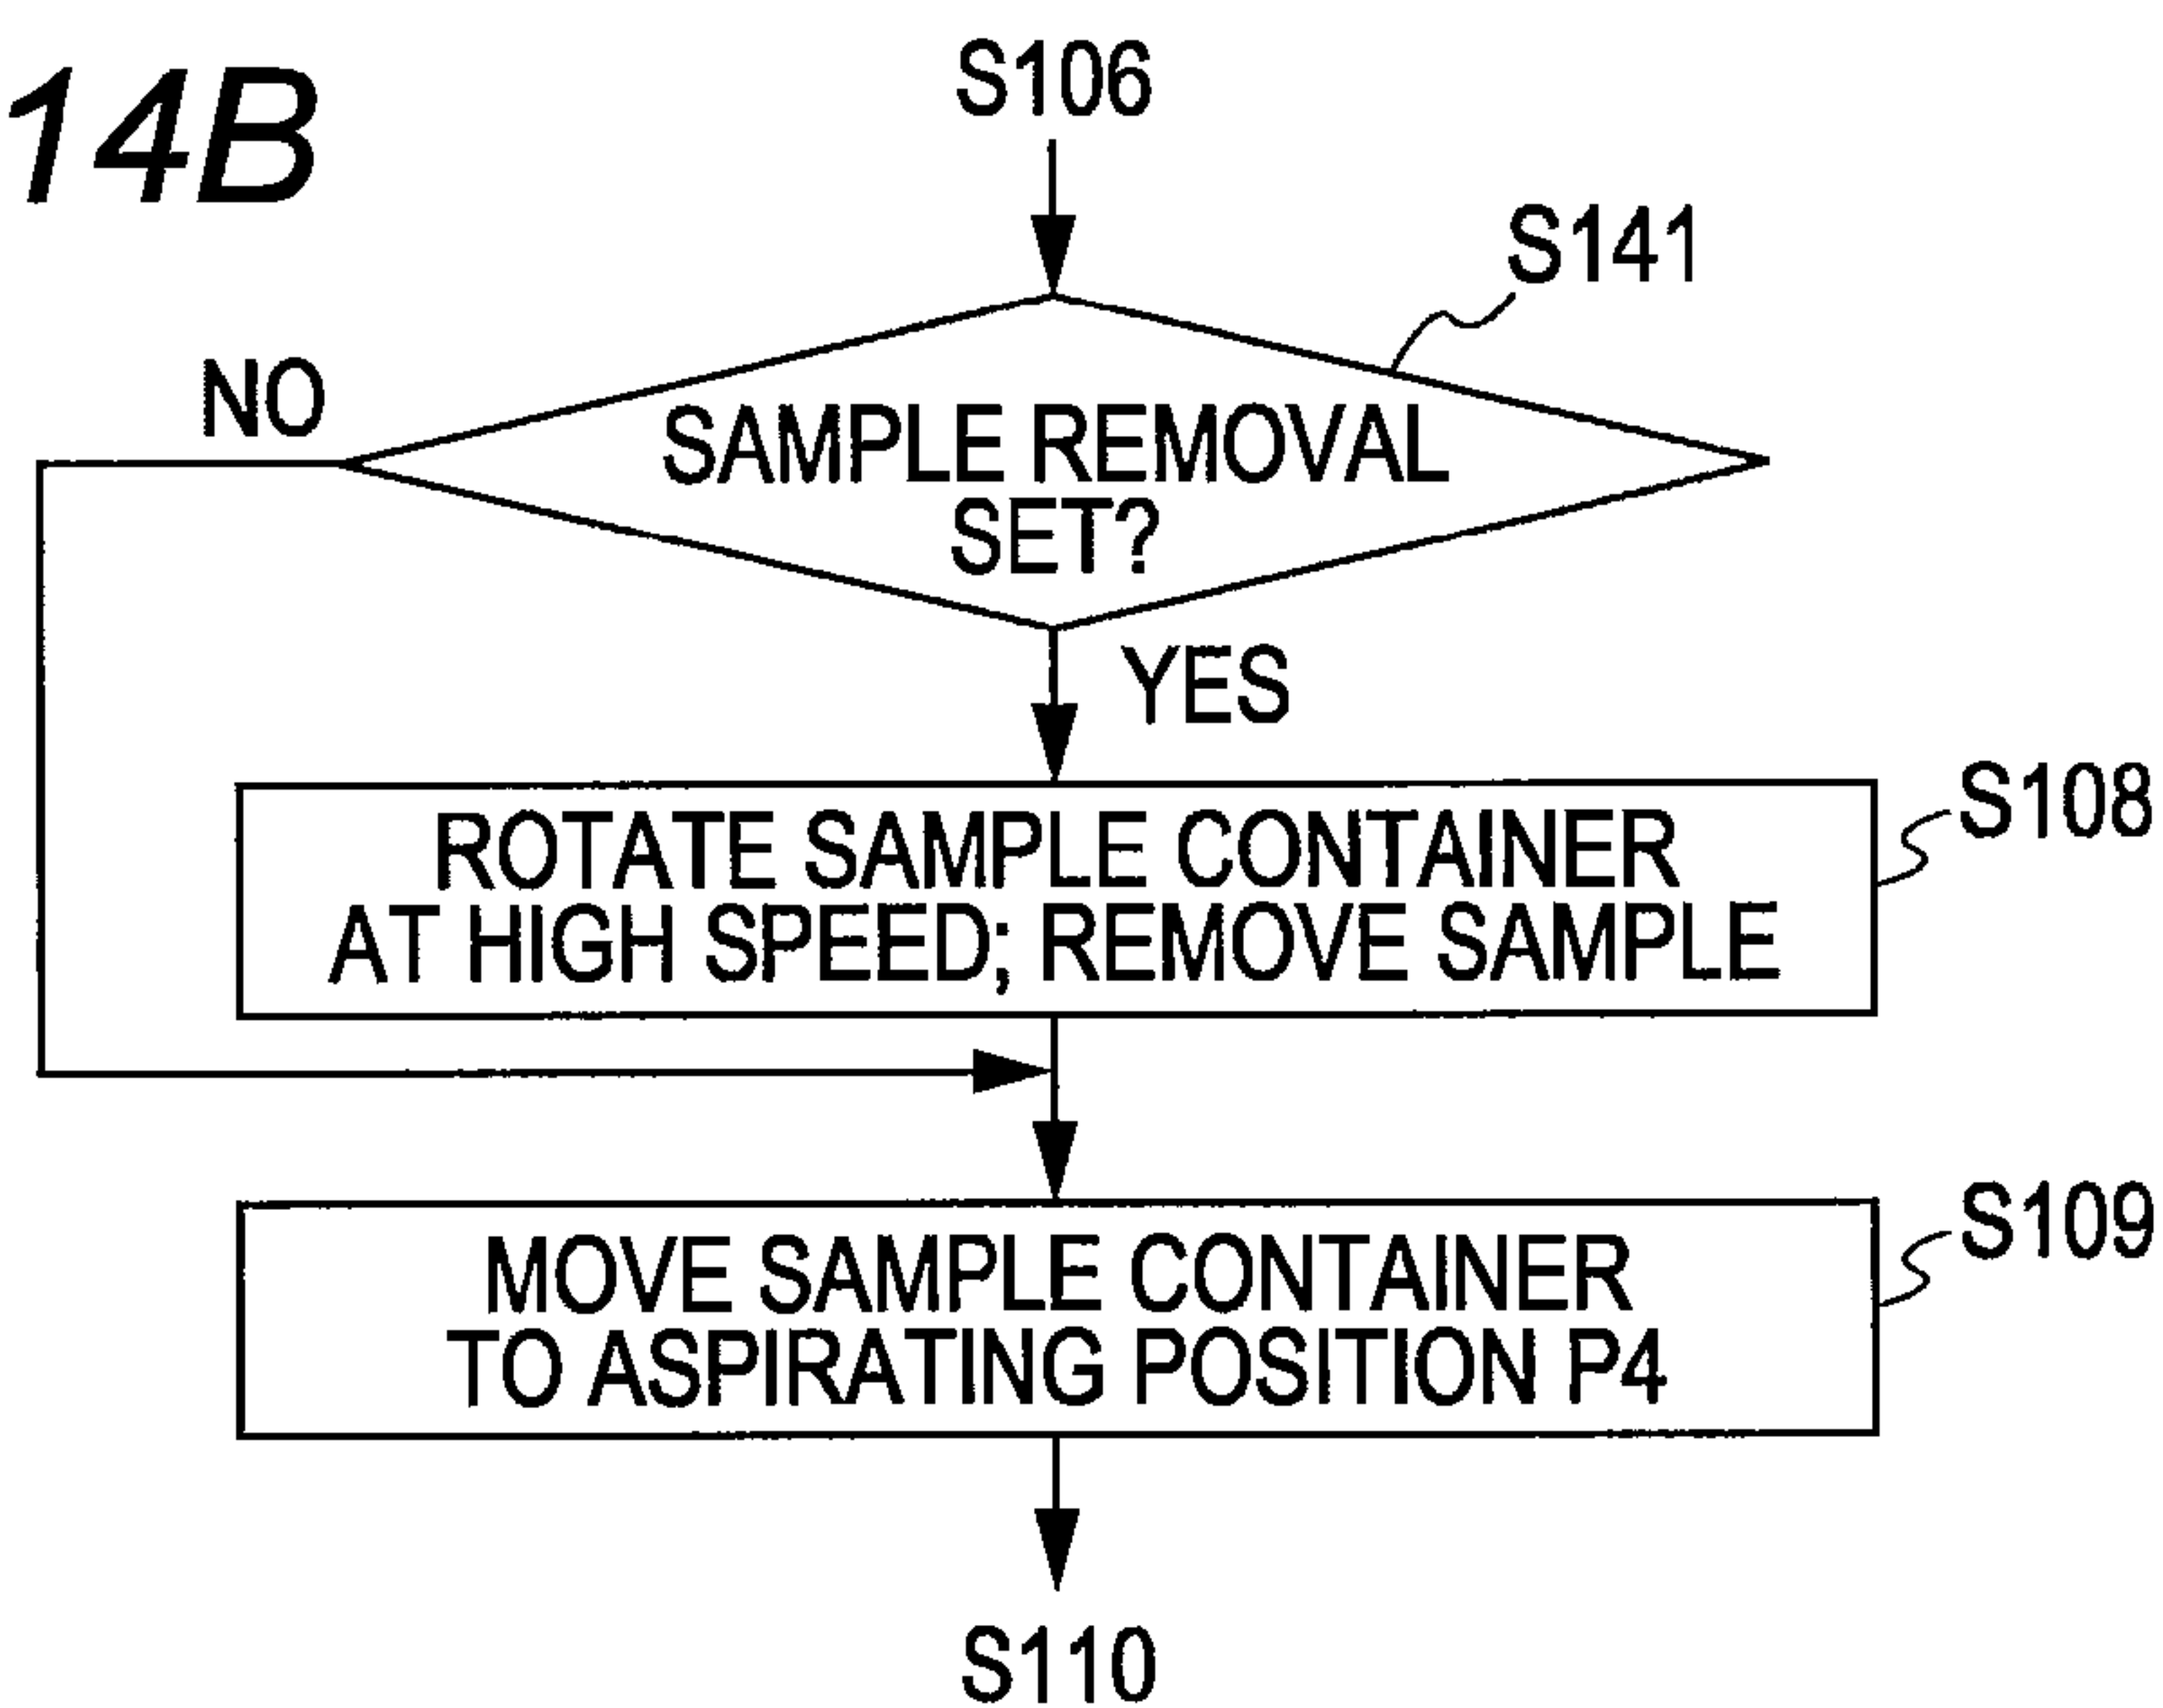 14B
S106
S141
NO
SAMPLE REMOVAL
SET?
YES
S108
ROTATE SAMPLE CONTAINER
AT HIGH SPEED; REMOVE SAMPLE
S109
MOVE SAMPLE CONTAINER
TO ASPIRATING POSITION P4
S110